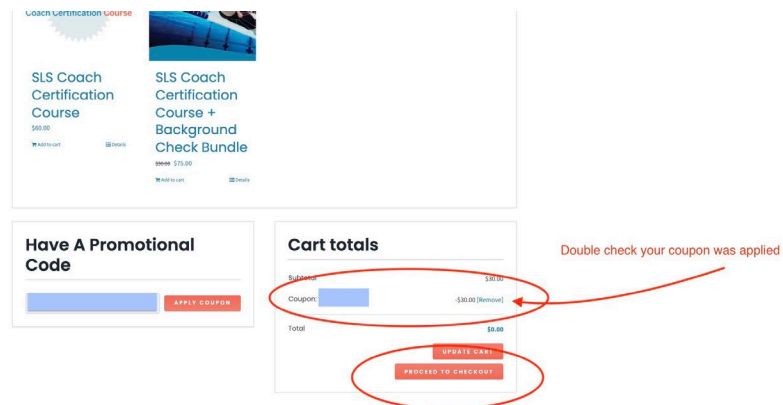 Coach Certification Course
SLS Coach
Certification
Course
$60.00
Add to cart
Details
SLS Coach
Certification
Course +
Background
Check Bundle
$90.00 $75.00
Add to cart
Details
Have A Promotional
Code
APPLY COUPON
Cart totals
Subtotal
$30.00
Coupon:
-$30.00 [Remove]
Total
$0.00
UPDATE CART
PROCEED TO CHECKOUT
Double check your coupon was applied